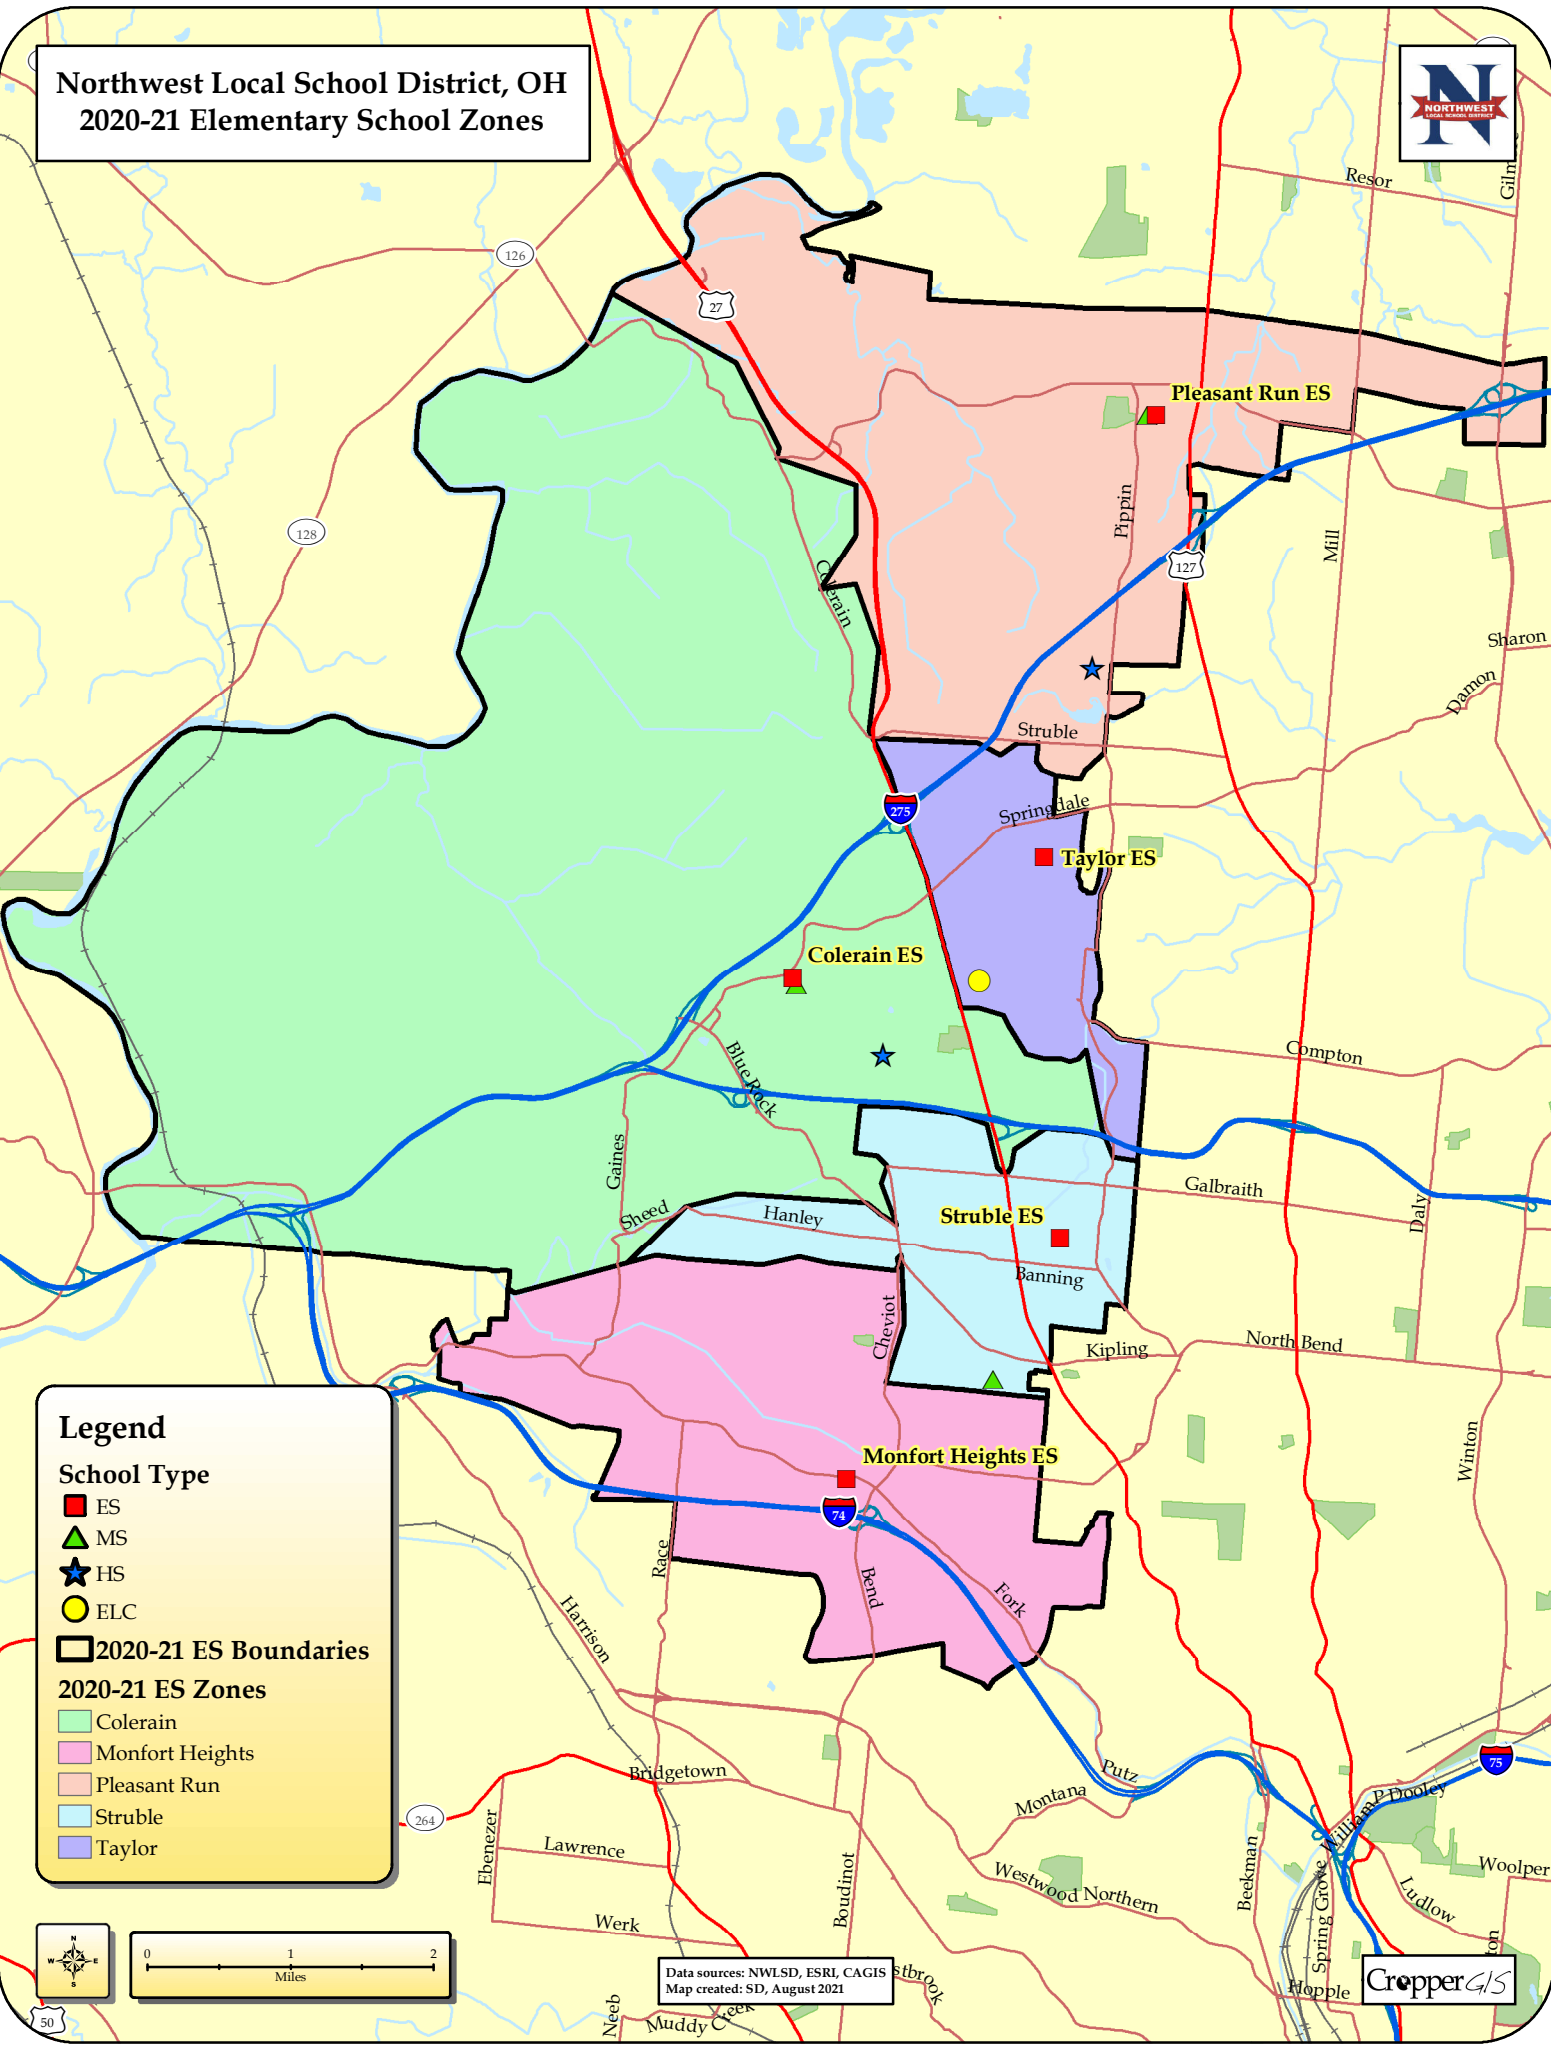 Northwest Local School District, OH
2020-21 Elementary School Zones
NORTHWEST
LOCAL SCHOOL DISTRICT
Resor
126
27
Pleasant Run ES
128
Pippin
Mill
127
Colerain
Sharon
Damon
Struble
275
Springdale
Taylor ES
Colerain ES
Blue Rock
Compton
Gaines
Galbraith
Daly
Sheed
Hanley
Struble ES
Banning
Cheviot
Kipling
North Bend
Winton
Monfort Heights ES
74
Race
Bend
Fork
Harrison
Legend
School Type
ES
MS
HS
ELC
2020-21 ES Boundaries
2020-21 ES Zones
Colerain
Monfort Heights
Pleasant Run
Struble
Taylor
75
Putz
Bridgetown
Montana
William P Dooley
264
Ebenezer
Lawrence
Boudinot
Westwood Northern
Beekman
Spring Grove
Ludlow
Woolper
Werk
N
W E
S
0 1 2
Miles
Data sources: NWLSD, ESRI, CAGIS
Map created: SD, August 2021
Hopple
Cropper GIS
50
Neeb
Muddy Creek